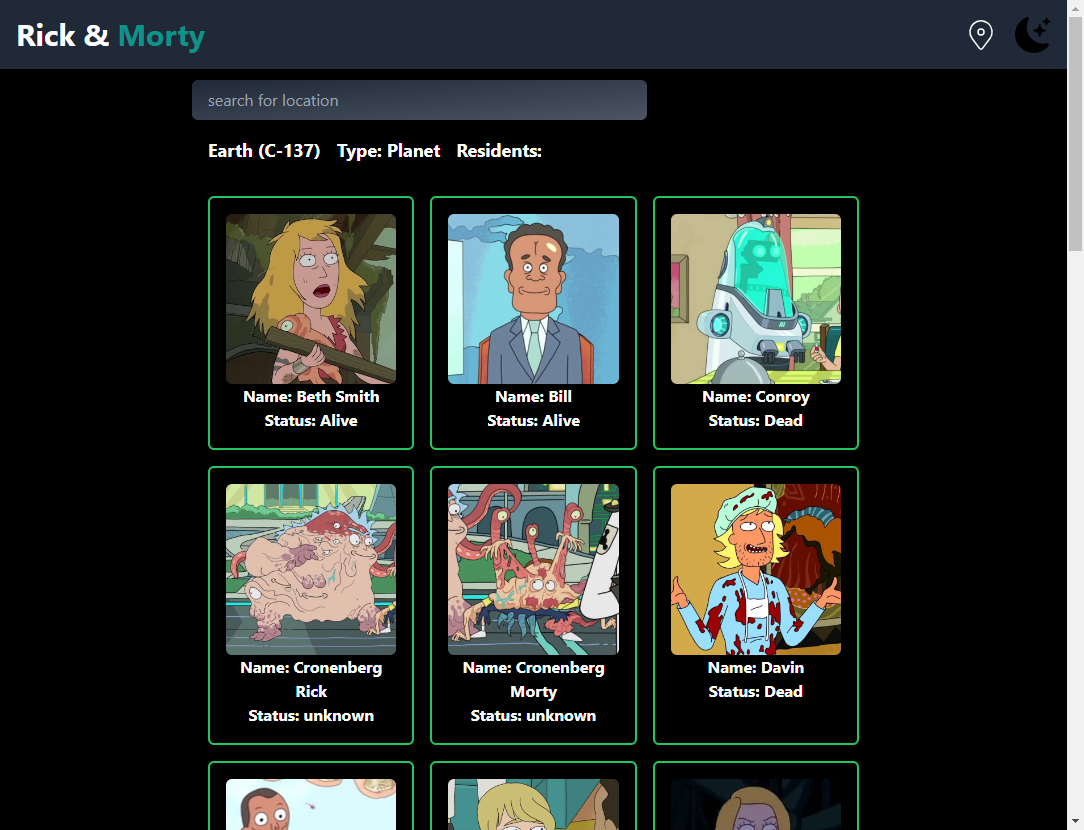 Rick & Morty
search for location
Earth (C-137) Type: Planet Residents:
Name: Beth Smith
Status: Alive
Name: Bill
Status: Alive
Name: Conroy
Status: Dead
Name: Cronenberg
Rick
Status: unknown
Name: Cronenberg
Morty
Status: unknown
Name: Davin
Status: Dead